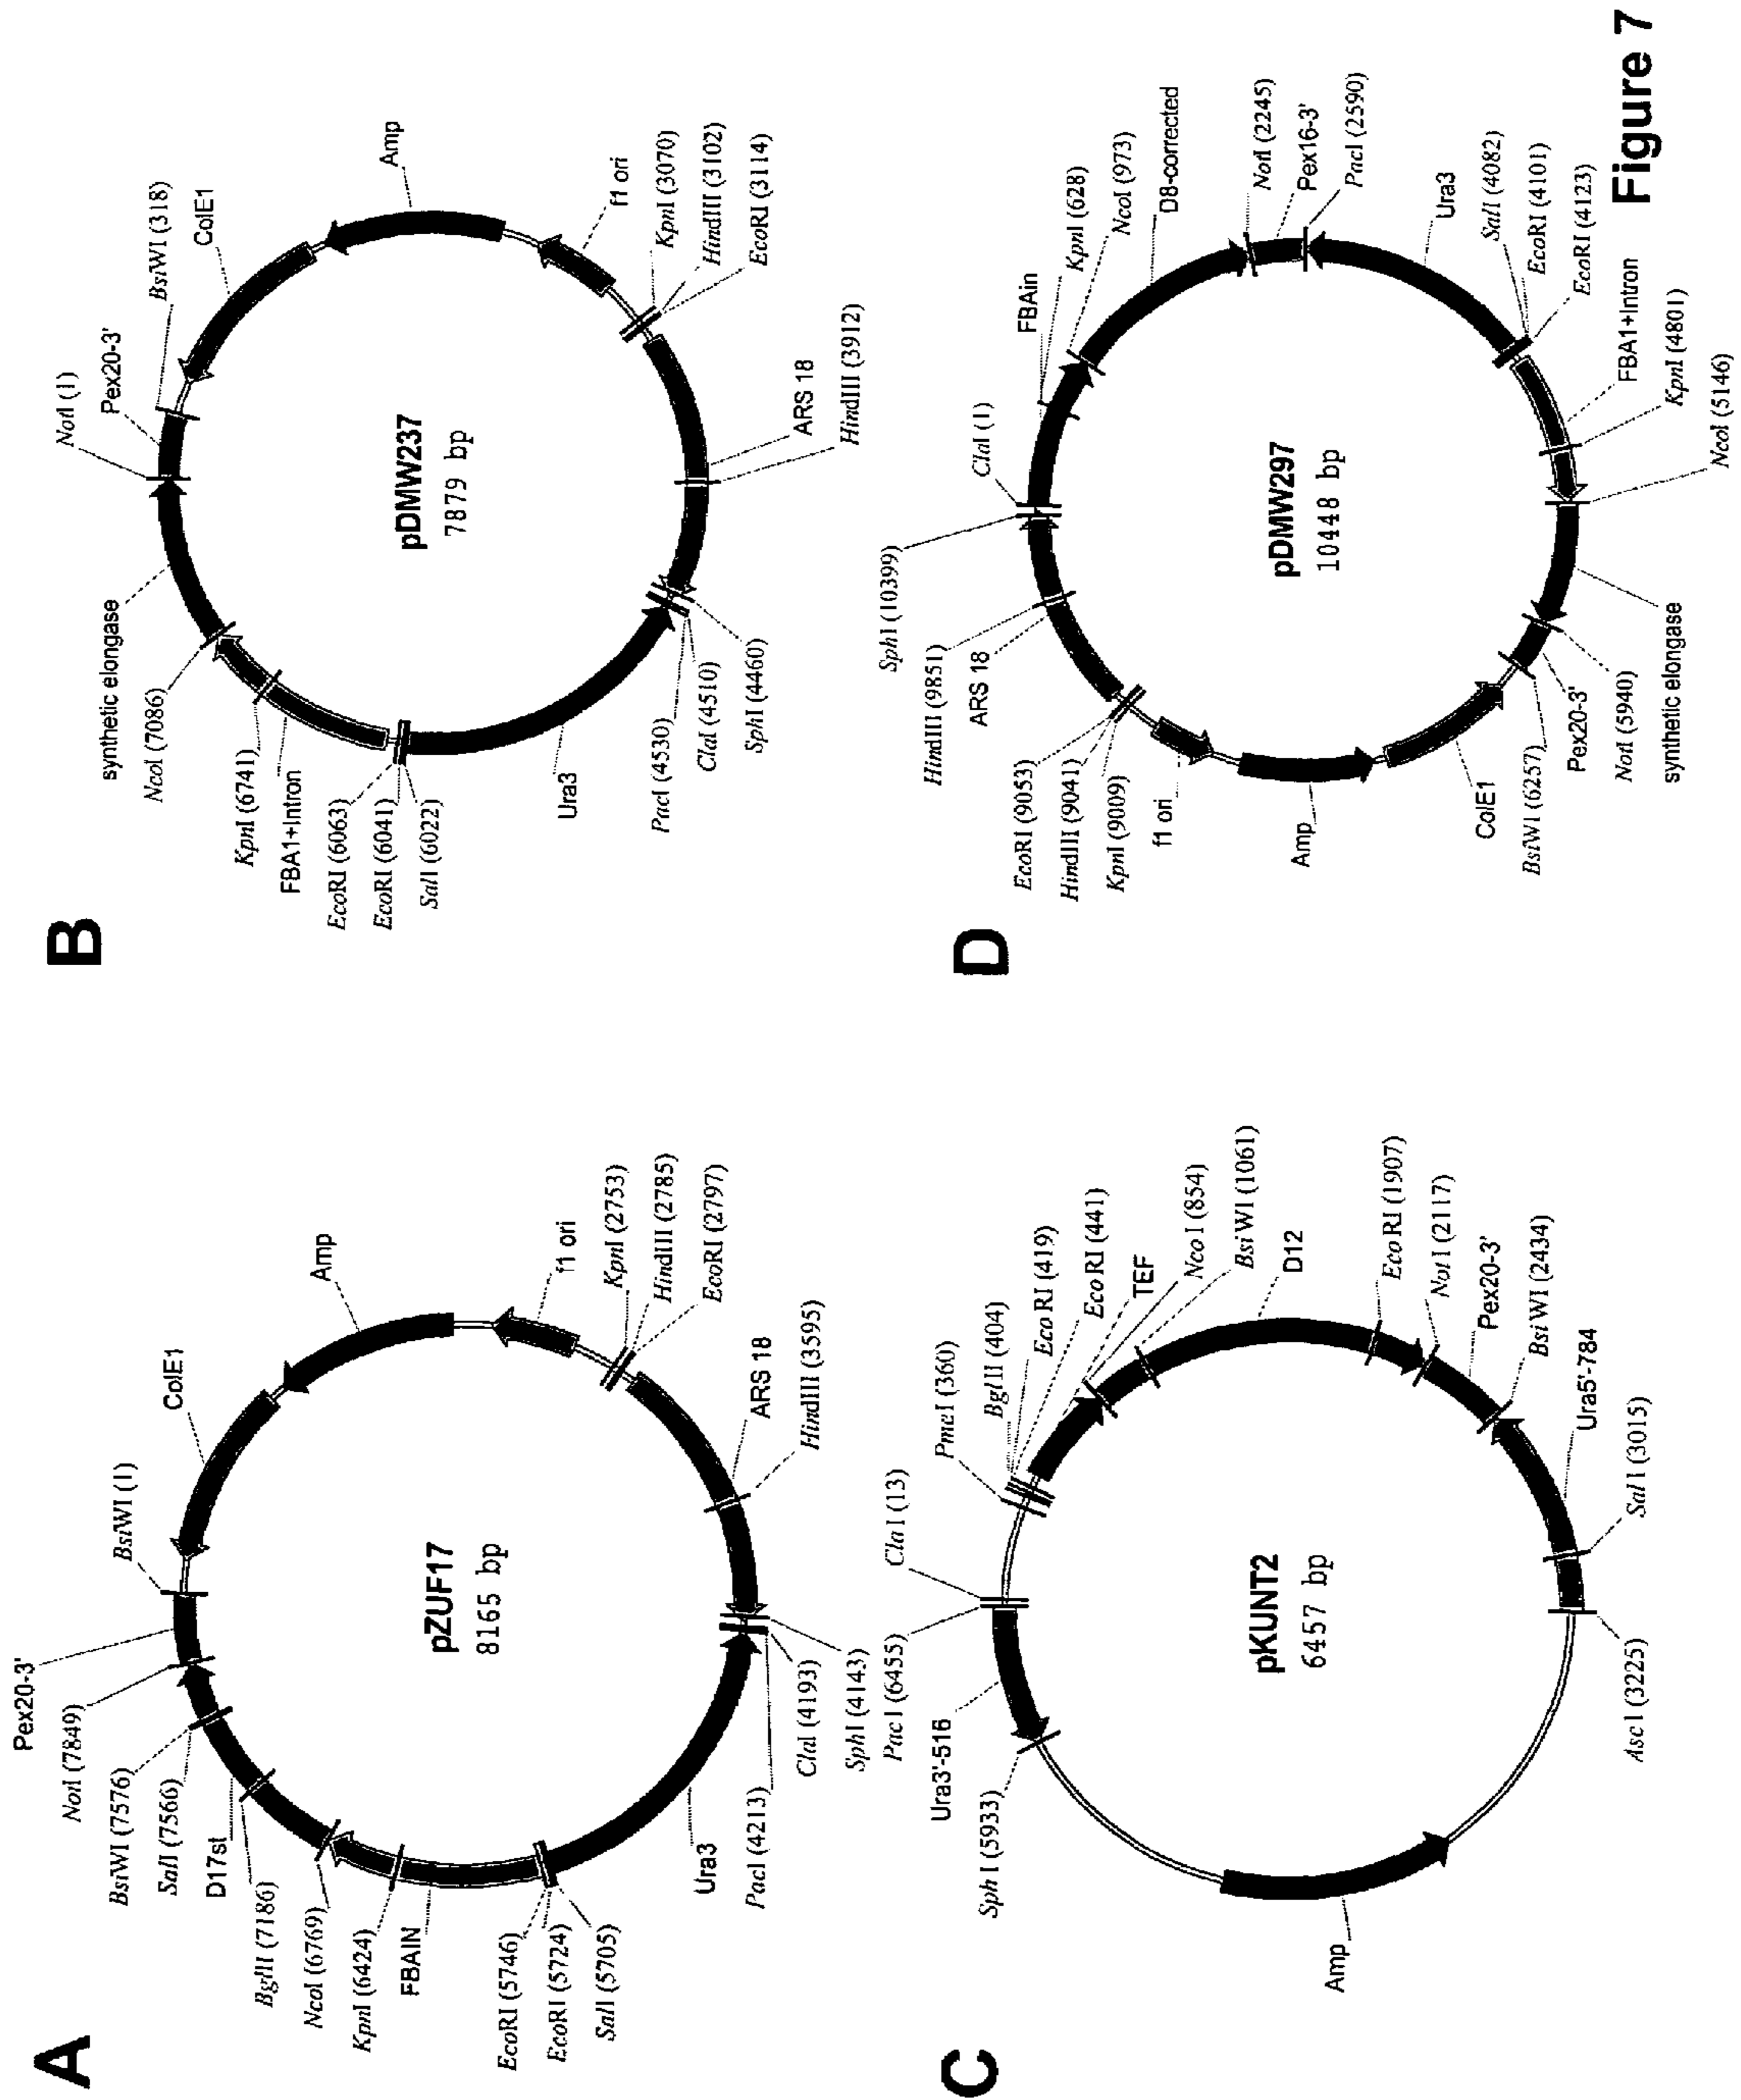 A
pZUF17
8165 bp
BsiWI (1)
ColE1
Amp
f1 ori
KpnI (2753)
HindIII (2785)
EcoRI (2797)
ARS 18
HindIII (3595)
SphI (4143)
ClaI (4193)
PacI (4213)
Ura3
SalI (5705)
EcoRI (5724)
EcoRI (5746)
FBAIN
KpnI (6424)
NcoI (6769)
BglII (7186)
D17st
SalI (7566)
BsiWI (7576)
NotI (7849)
Pex20-3'
B
pDMW237
7879 bp
NotI (1)
Pex20-3'
BsiWI (318)
ColE1
Amp
f1 ori
KpnI (3070)
HindIII (3102)
EcoRI (3114)
ARS 18
HindIII (3912)
SphI (4460)
ClaI (4510)
PacI (4530)
Ura3
SalI (6022)
EcoRI (6041)
EcoRI (6063)
FBA1+Intron
KpnI (6741)
NcoI (7086)
synthetic elongase
C
pKUNT2
6457 bp
ClaI (13)
PmeI (360)
BglII (404)
EcoRI (419)
EcoRI (441)
TEF
Nco I (854)
BsiWI (1061)
D12
EcoRI (1907)
Not I (2117)
Pex20-3'
BsiWI (2434)
Ura5'-784
Sal I (3015)
Asc I (3225)
Amp
Sph I (5933)
Ura3'-516
Pac I (6455)
D
pDMW297
10448 bp
ClaI (1)
FBAin
KpnI (628)
NcoI (973)
D8-corrected
NotI (2245)
Pex16-3'
PacI (2590)
Ura3
SalI (4082)
EcoRI (4101)
EcoRI (4123)
FBA1+Intron
KpnI (4801)
NcoI (5146)
synthetic elongase
NotI (5940)
Pex20-3'
BsiWI (6257)
ColE1
Amp
f1 ori
KpnI (9009)
HindIII (9041)
EcoRI (9053)
ARS 18
HindIII (9851)
SphI (10399)
Figure 7